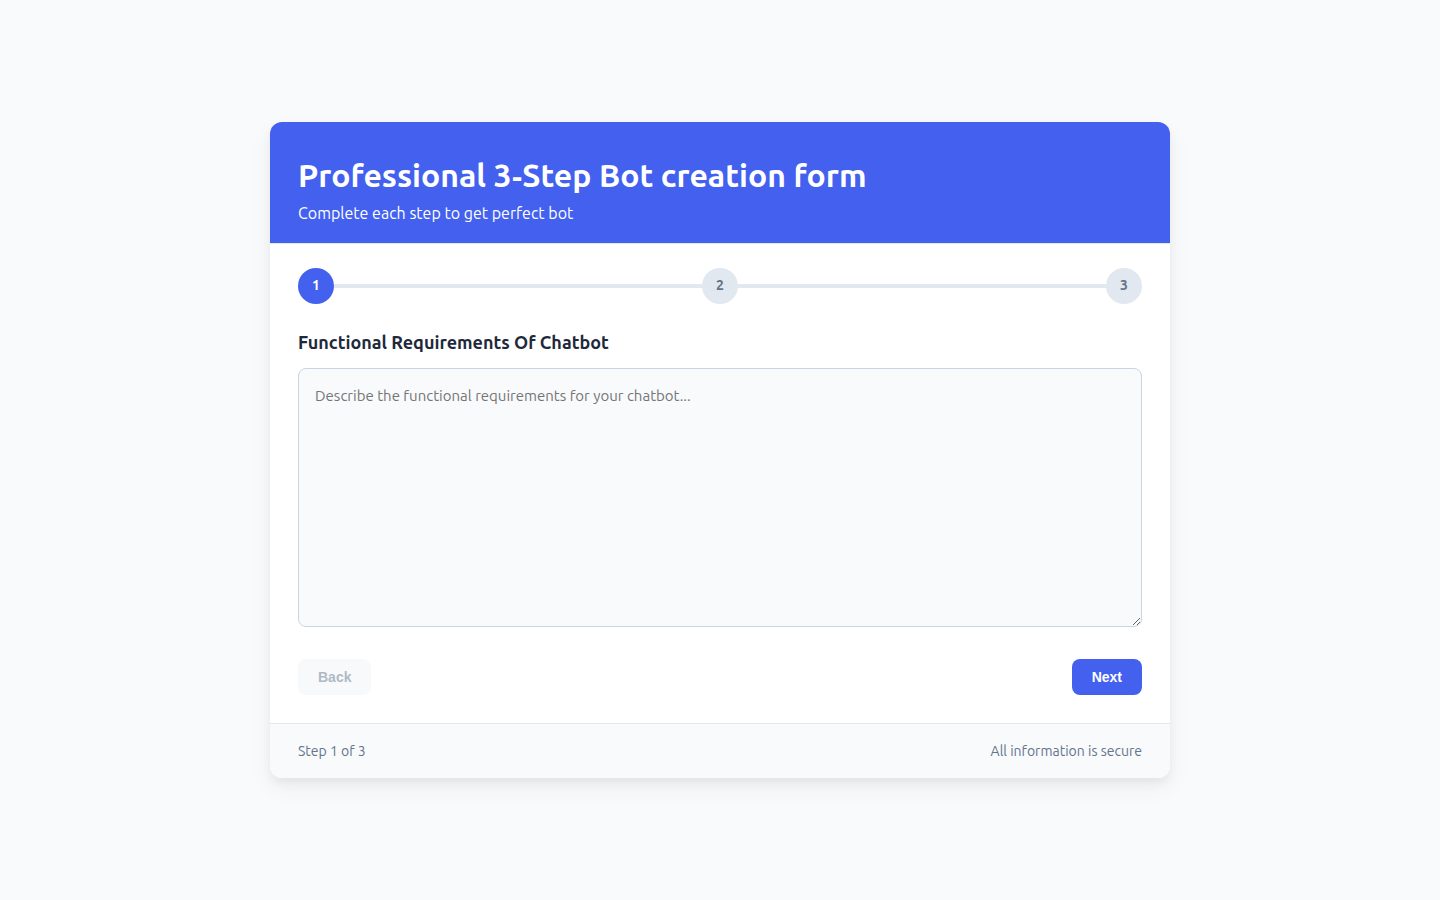 Professional 3-Step Bot creation form
Complete each step to get perfect bot
1 2 3
Functional Requirements Of Chatbot
Describe the functional requirements for your chatbot...
Back Next
Step 1 of 3 All information is secure